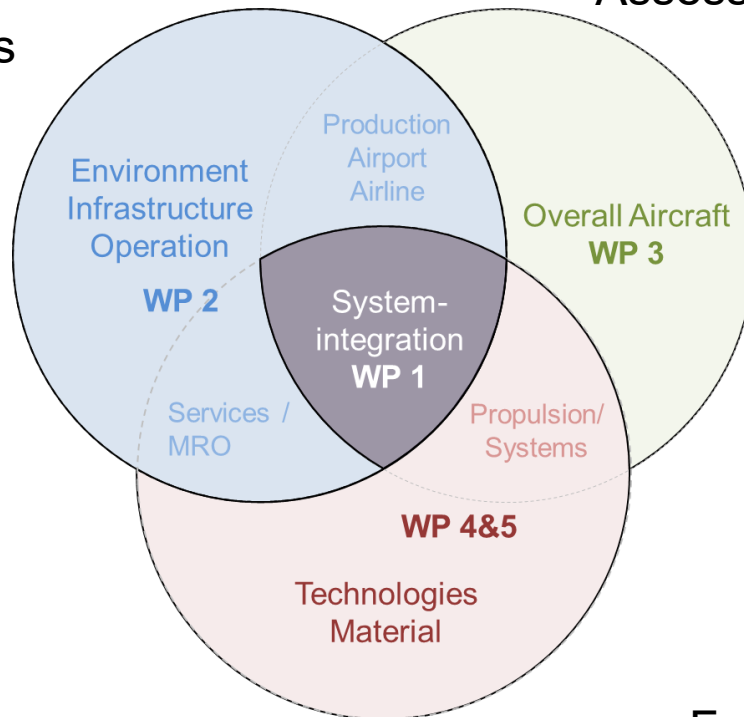 Production
Airport
Airline
Environment
Infrastructure
Operation
WP 2
Overall Aircraft
WP 3
System-
integration
WP 1
Services /
MRO
Propulsion/
Systems
WP 4&5
Technologies
Material